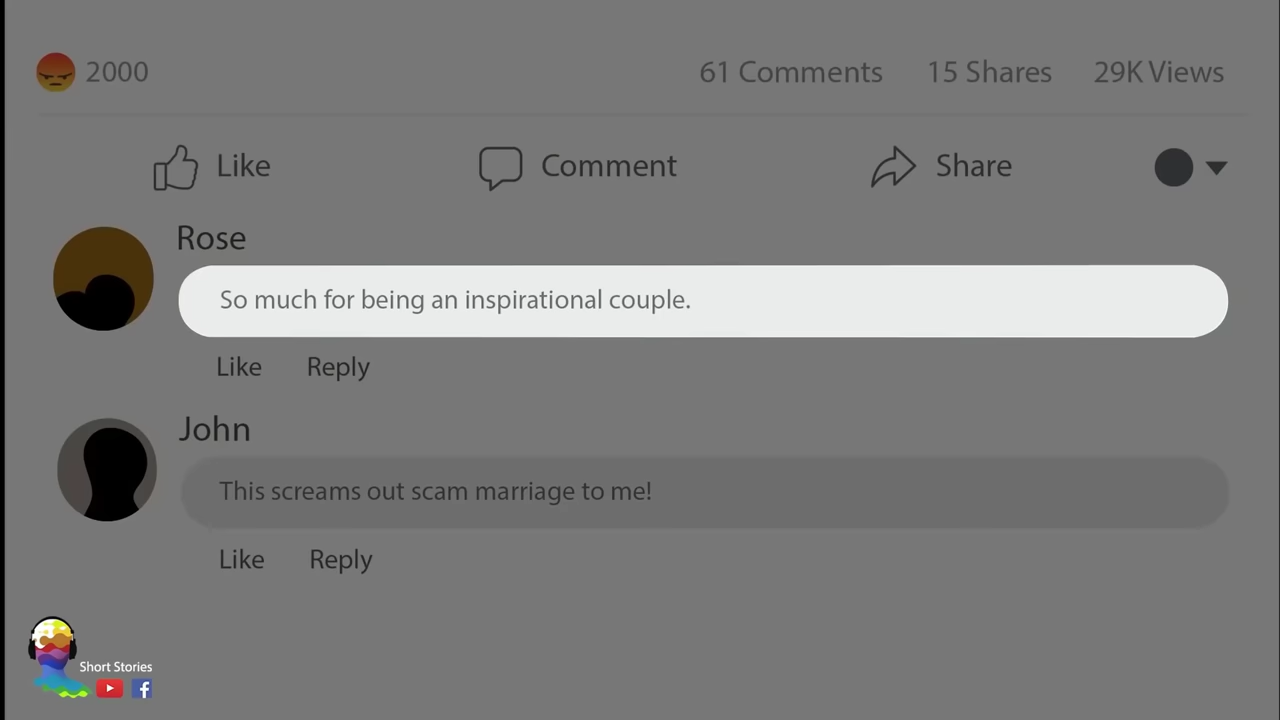 2000
61 Comments 15 Shares 29K Views
Like Comment Share
Rose
So much for being an inspirational couple.
Like Reply
John
This screams out scam marriage to me!
Like Reply
Short Stories